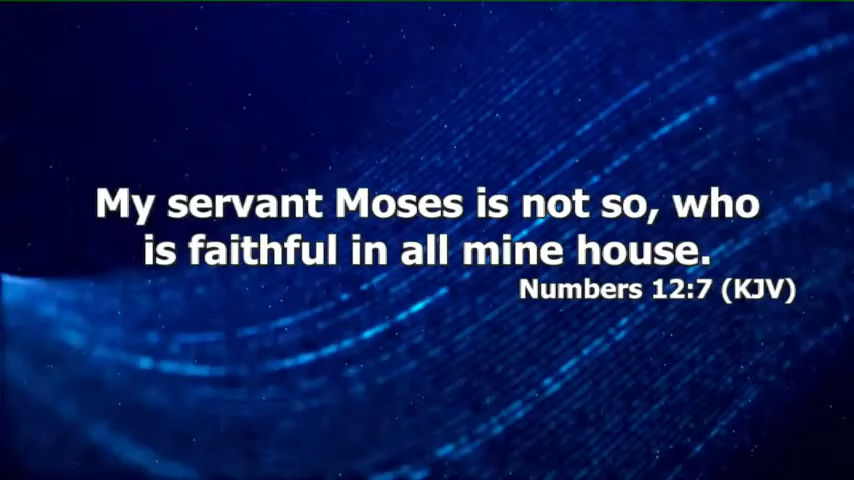 My servant Moses is not so, who
is faithful in all mine house.
Numbers 12:7 (KJV)